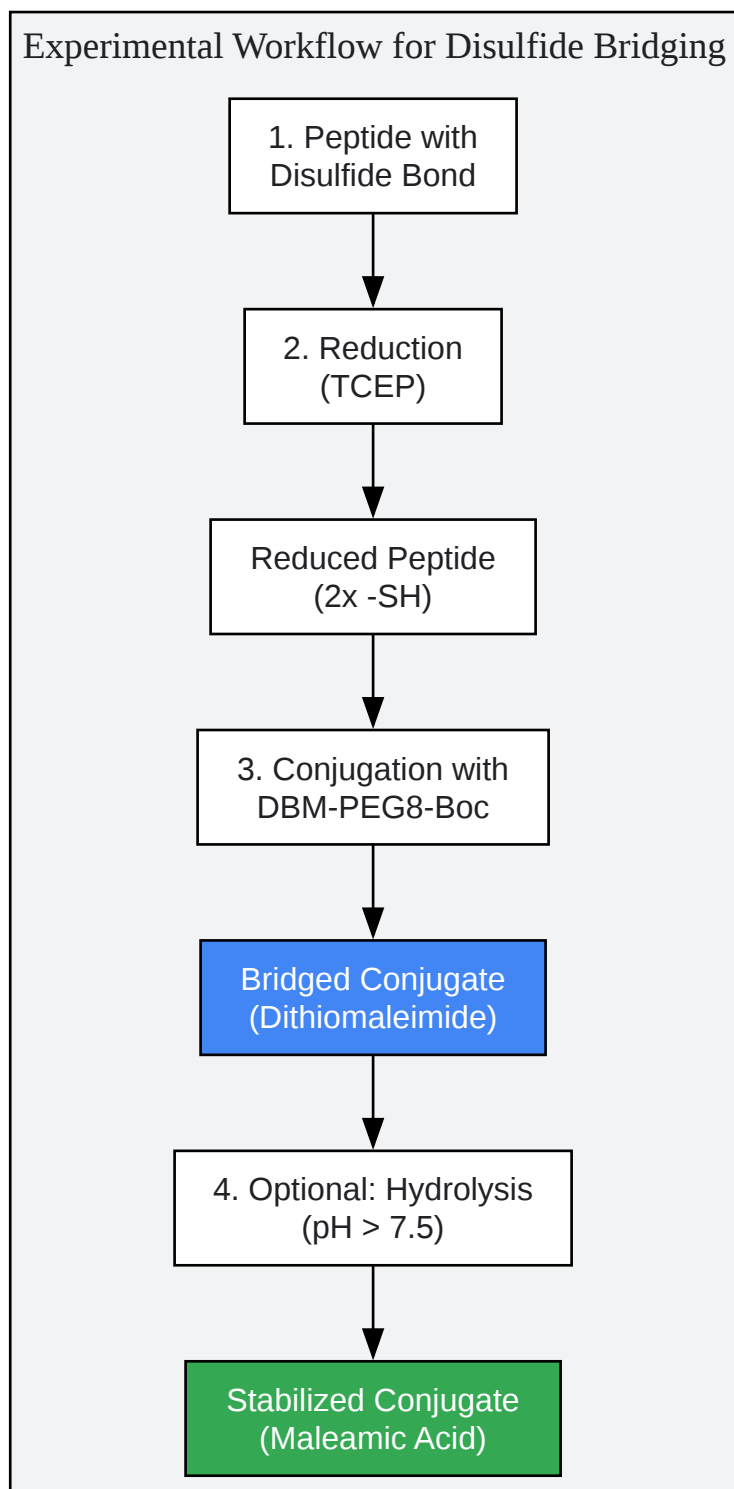 Experimental Workflow for Disulfide Bridging
1. Peptide with
Disulfide Bond
2. Reduction
(TCEP)
Reduced Peptide
(2x -SH)
3. Conjugation with
DBM-PEG8-Boc
Bridged Conjugate
(Dithiomaleimide)
4. Optional: Hydrolysis
(pH > 7.5)
Stabilized Conjugate
(Maleamic Acid)